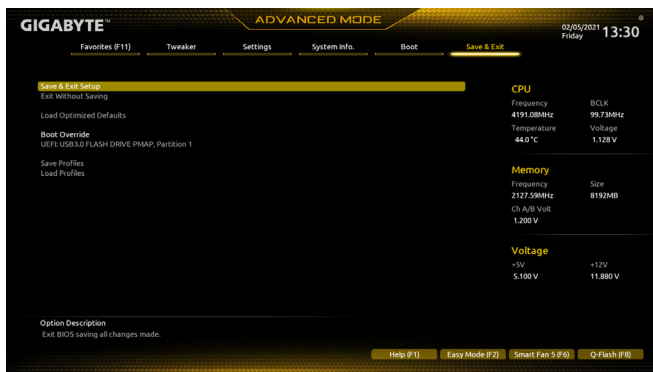 GIGABYTE™
ADVANCED MODE
02/05/2021
Friday
13:30
Favorites (F11) Tweaker Settings System Info. Boot Save & Exit
Save & Exit Setup
Exit Without Saving
Load Optimized Defaults
Boot Override
UEFI: USB3.0 FLASH DRIVE PMAP, Partition 1
Save Profiles
Load Profiles
CPU
Frequency BCLK
4191.08MHz 99.73MHz
Temperature Voltage
44.0 °C 1.128 V
Memory
Frequency Size
2127.59MHz 8192MB
Ch A/B Volt
1.200 V
Voltage
+5V +12V
5.100 V 11.880 V
Option Description
Exit BIOS saving all changes made.
Help (F1) Easy Mode (F2) Smart Fan 5 (F6) Q-Flash (F8)